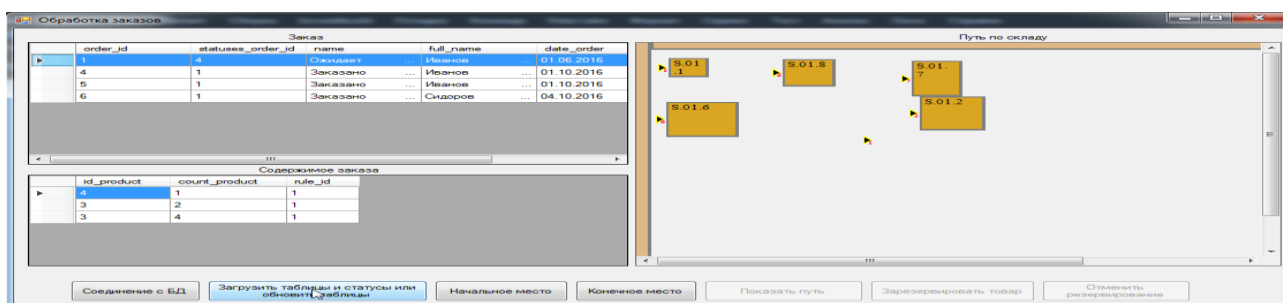 Обработка заказов
Заказ
order_id statuses_order_id name full_name date_order
1 4 Ожидает ... Иванов ... 01.06.2016
4 1 Заказано ... Иванов ... 01.10.2016
5 1 Заказано ... Иванов ... 01.10.2016
6 1 Заказано ... Сидоров ... 04.10.2016
Содержимое заказа
id_product count_product rule_id
4 1 1
3 2 1
3 4 1
Путь по складу
S.01
.1
S.01.8
S.01.
7
S.01.6
S.01.2
Соединение с БД
Загрузить таблицы и статусы или
обновить таблицы
Начальное место
Конечное место
Показать путь
Зарезервировать товар
Отменить
резервирование